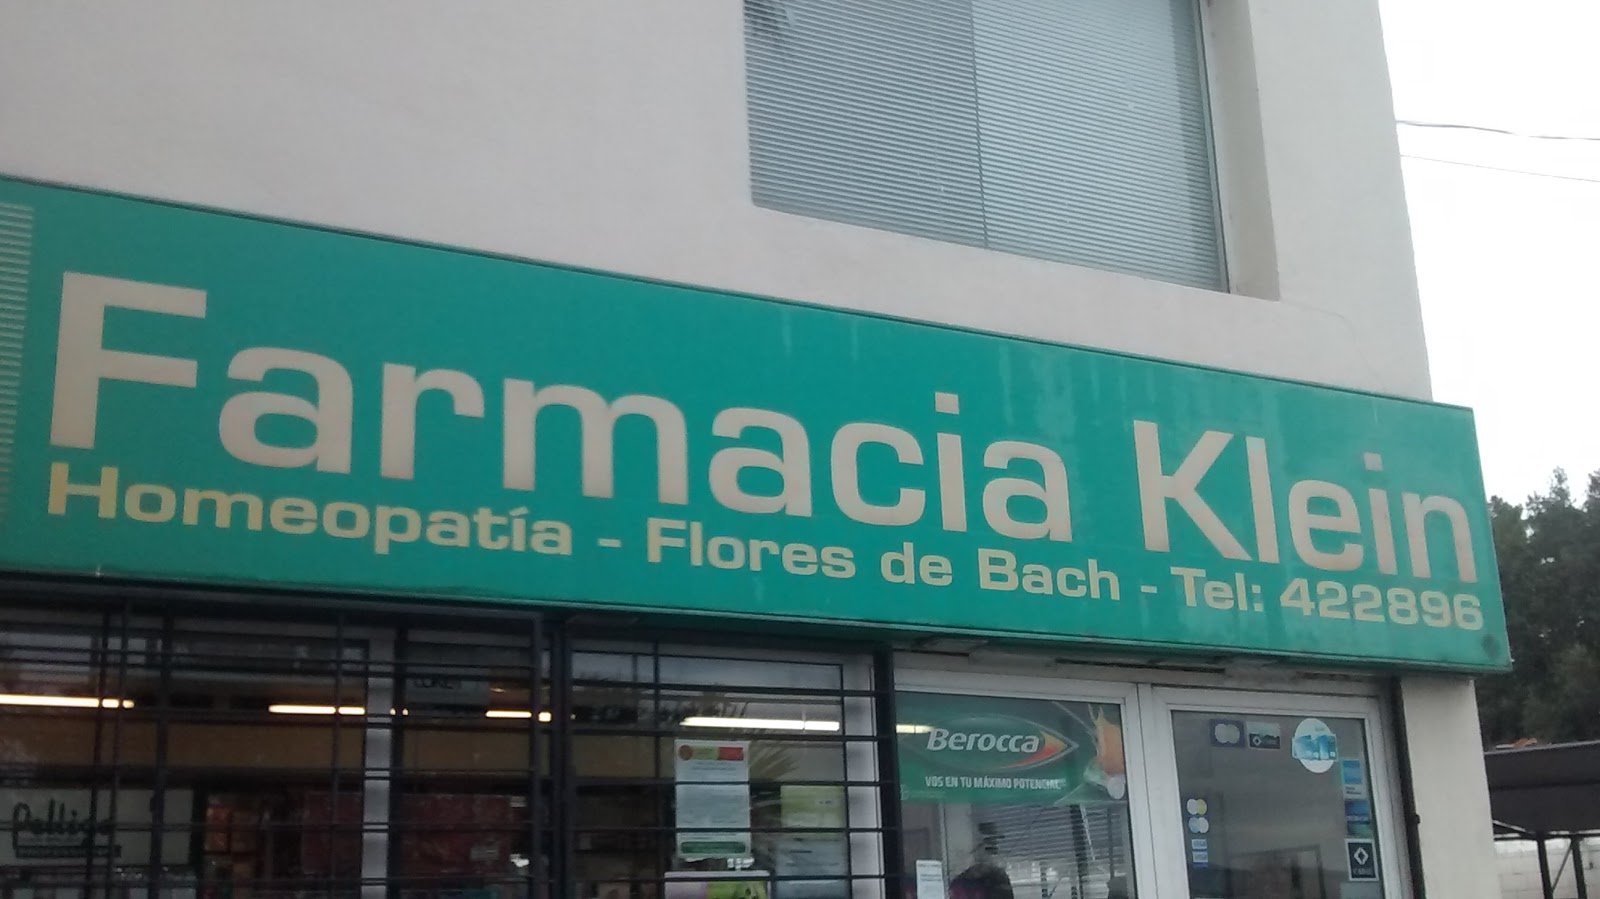 Farmacia Klein
Homeopatía - Flores de Bach - Tel: 422896
Berocca
VOS EN TU MÁXIMO POTENCIAL